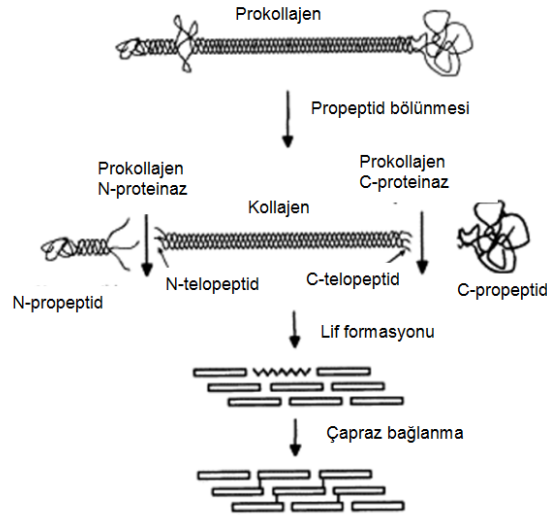 Prokollajen
Propeptid bölünmesi
Prokollajen
N-proteinaz
Prokollajen
C-proteinaz
Kollajen
N-telopeptid
C-telopeptid
N-propeptid
C-propeptid
Lif formasyonu
Çapraz bağlanma